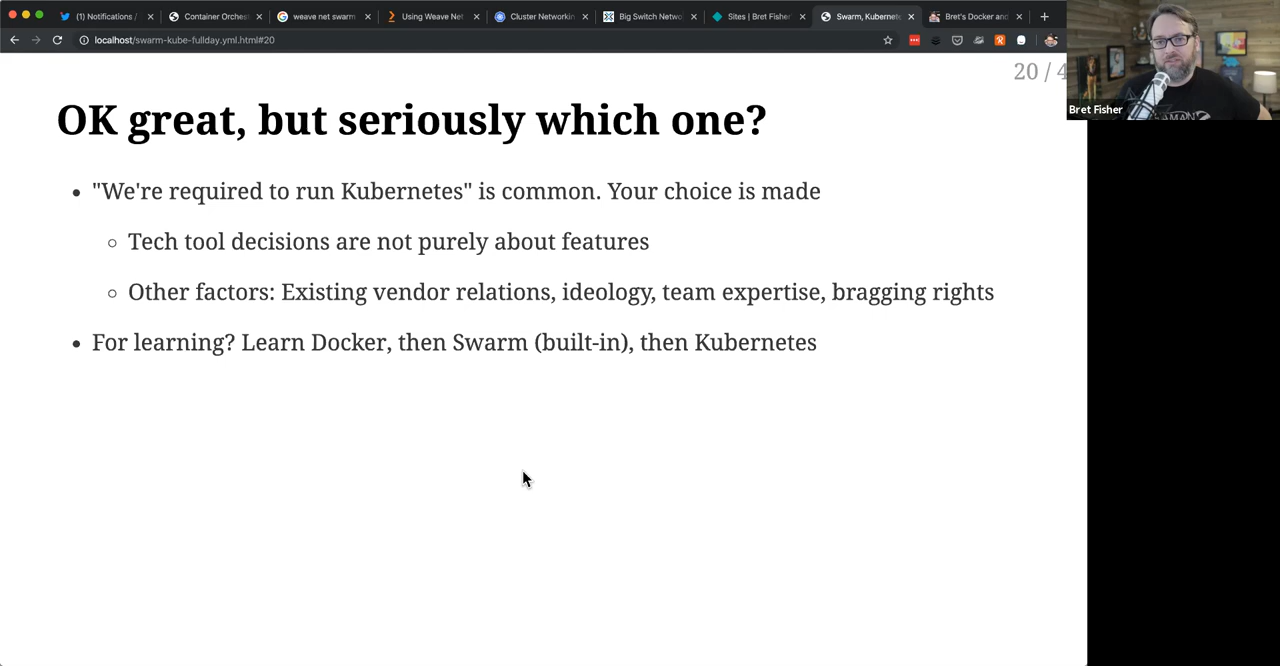 (1) Notifications /
Container Orches
weave net swarm
Using Weave Net
Cluster Networkin
Big Switch Netwo
Sites | Bret Fisher
Swarm, Kubernete
Bret's Docker and
localhost/swarm-kube-fullday.yml.html#20
20 / 4
Bret Fisher
OK great, but seriously which one?
"We're required to run Kubernetes" is common. Your choice is made
Tech tool decisions are not purely about features
Other factors: Existing vendor relations, ideology, team expertise, bragging rights
For learning? Learn Docker, then Swarm (built-in), then Kubernetes